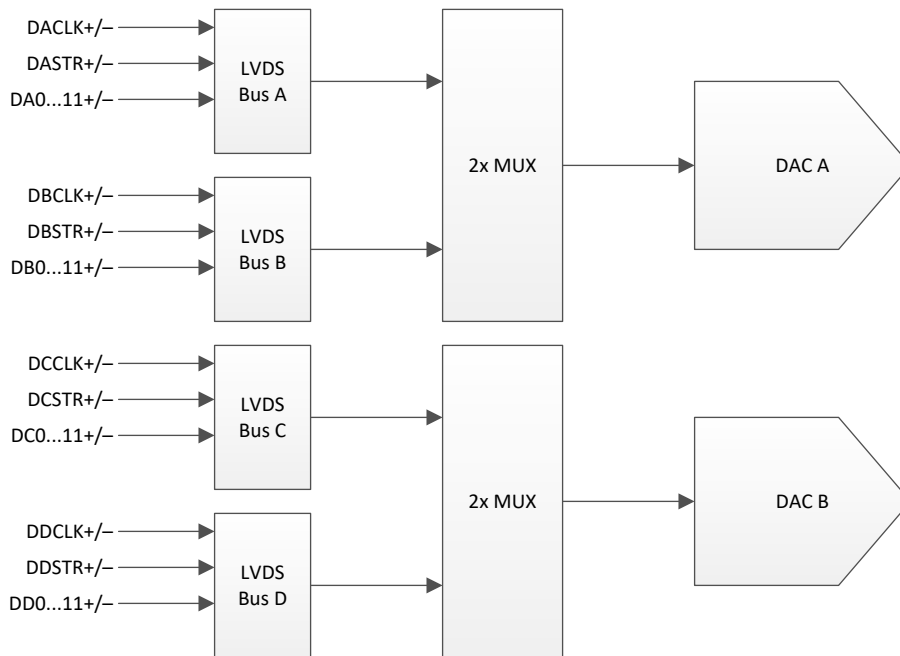 DACLK+/–
DASTR+/–
DA0...11+/–
LVDS
Bus A
DBCLK+/–
DBSTR+/–
DB0...11+/–
LVDS
Bus B
2x MUX
DAC A
DCCLK+/–
DCSTR+/–
DC0...11+/–
LVDS
Bus C
DDCLK+/–
DDSTR+/–
DD0...11+/–
LVDS
Bus D
2x MUX
DAC B